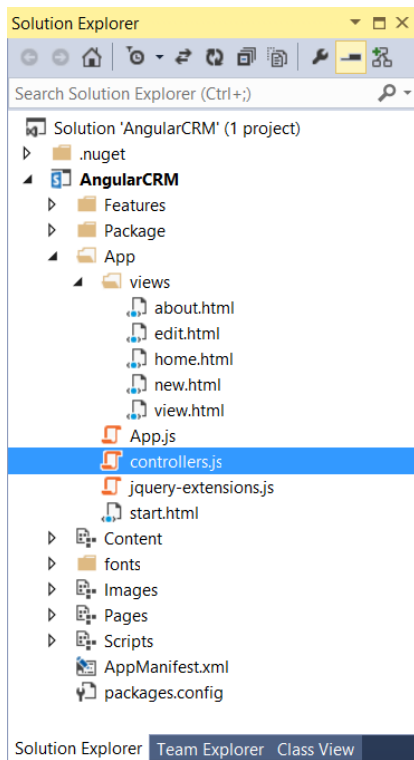 Solution Explorer
Search Solution Explorer (Ctrl+;)
Solution 'AngularCRM' (1 project)
.nuget
AngularCRM
Features
Package
App
views
about.html
edit.html
home.html
new.html
view.html
App.js
controllers.js
jquery-extensions.js
start.html
Content
fonts
Images
Pages
Scripts
AppManifest.xml
packages.config
Solution Explorer Team Explorer Class View